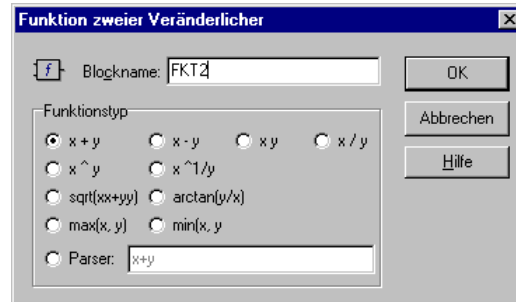 Funktion zweier Veränderlicher
f Blockname: FKT2 OK
Funktionstyp Abbrechen
x + y x - y x y x / y
x ^ y x ^1/y Hilfe
sqrt(xx+yy) arctan(y/x)
max(x, y) min(x, y
Parser: x+y